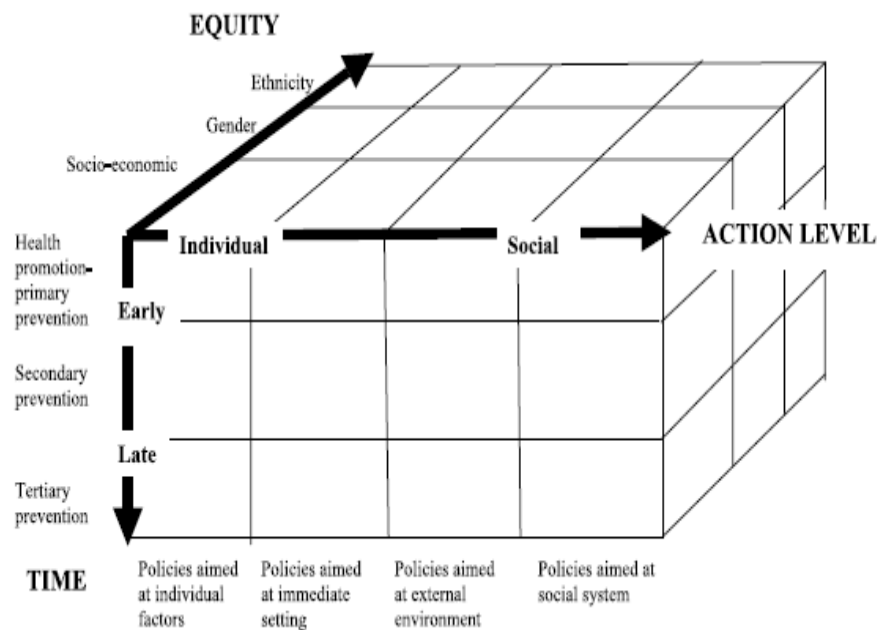 EQUITY
Ethnicity
Gender
Socio-economic
Health
promotion-
primary
prevention
Individual
Social
ACTION LEVEL
Early
Secondary
prevention
Late
Tertiary
prevention
TIME
Policies aimed
at individual
factors
Policies aimed
at immediate
setting
Policies aimed
at external
environment
Policies aimed at
social system